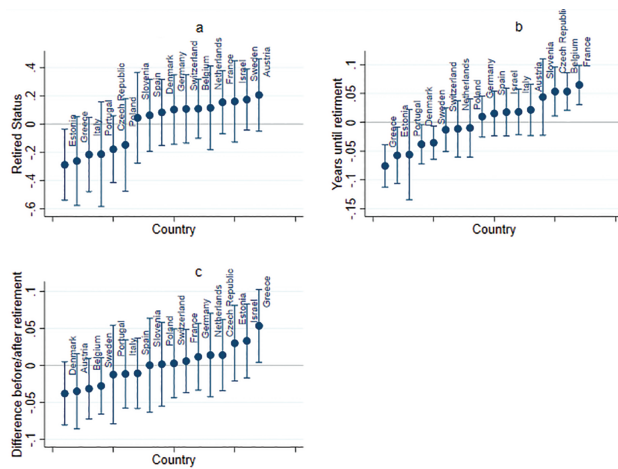 a
Retired Status
.4
.2
0
-.2
-.4
-.6
Estonia
Greece
Italy
Portugal
Czech Republic
Poland
Slovenia
Spain
Denmark
Germany
Switzerland
Belgium
Netherlands
France
Israel
Sweden
Austria
Country
b
Years until retirment
.1
.05
0
-.05
-.1
-.15
Greece
Estonia
Portugal
Denmark
Sweden
Switzerland
Netherlands
Poland
Germany
Spain
Israel
Italy
Austria
Slovenia
Czech Republi
Belgium
France
Country
c
Difference before/after retirement
.1
.05
0
-.05
-.1
Denmark
Austria
Belgium
Sweden
Portugal
Italy
Spain
Slovenia
Poland
Switzerland
France
Germany
Netherlands
Czech Republic
Estonia
Israel
Greece
Country